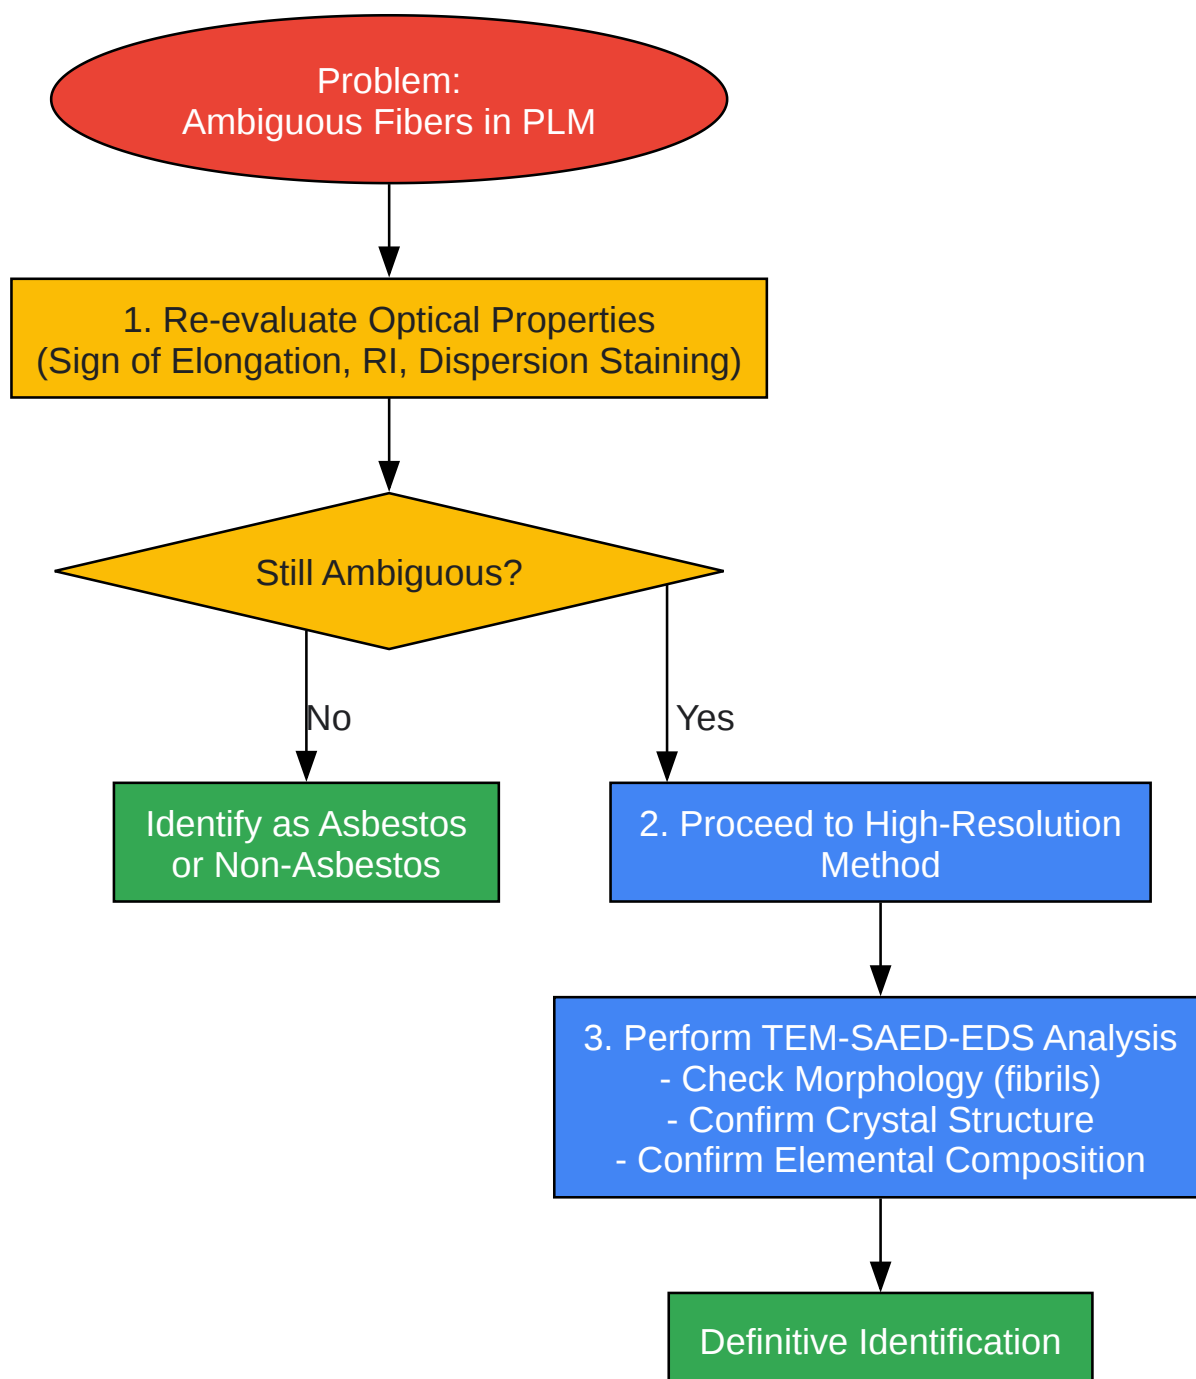 Problem:
Ambiguous Fibers in PLM
1. Re-evaluate Optical Properties
(Sign of Elongation, RI, Dispersion Staining)
Still Ambiguous?
No
Yes
Identify as Asbestos
or Non-Asbestos
2. Proceed to High-Resolution
Method
3. Perform TEM-SAED-EDS Analysis
- Check Morphology (fibrils)
- Confirm Crystal Structure
- Confirm Elemental Composition
Definitive Identification